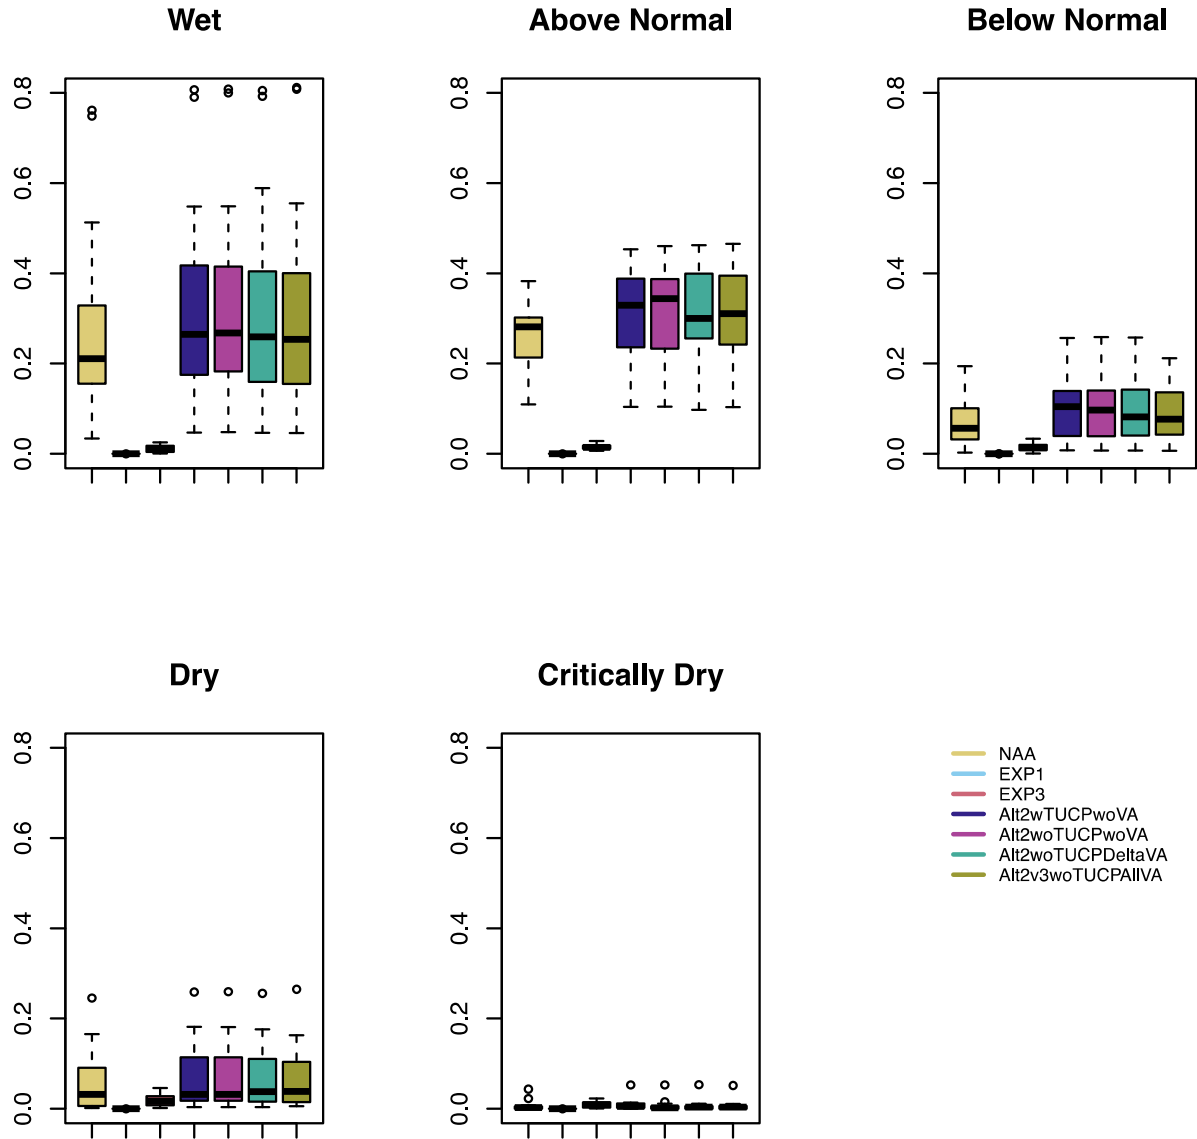 Wet
Above Normal
Below Normal
0.8
0.6
0.4
0.2
0.0
0.8
0.6
0.4
0.2
0.0
0.8
0.6
0.4
0.2
0.0
Dry
Critically Dry
0.8
0.6
0.4
0.2
0.0
0.8
0.6
0.4
0.2
0.0
NAA
EXP1
EXP3
Alt2wTUCPwoVA
Alt2woTUCPwoVA
Alt2woTUCPDeltaVA
Alt2v3woTUCPAllVA